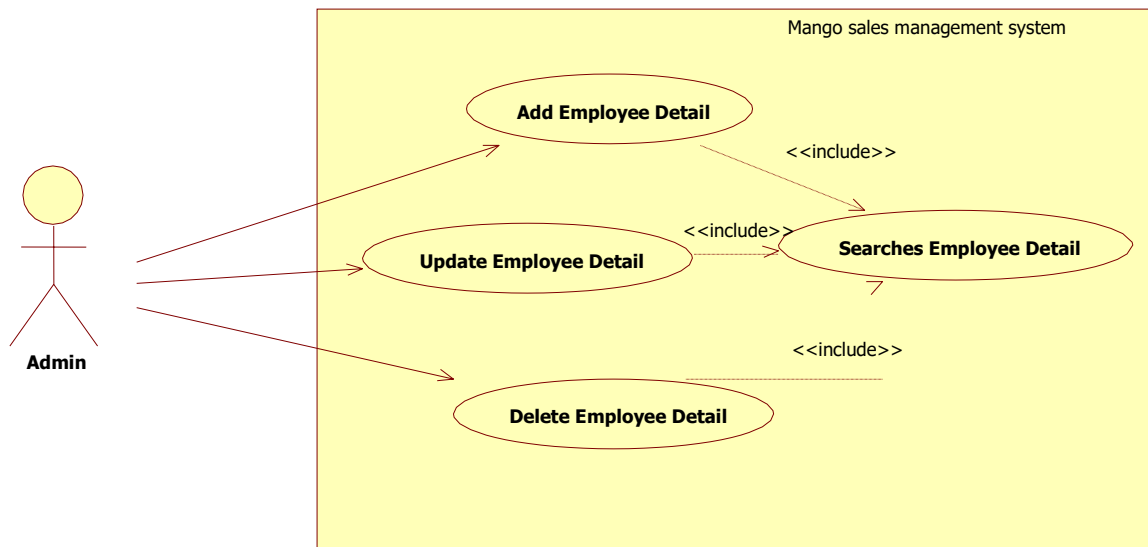 Mango sales management system
Add Employee Detail
<<include>>
<<include>>
Update Employee Detail
Searches Employee Detail
<<include>>
Admin
Delete Employee Detail